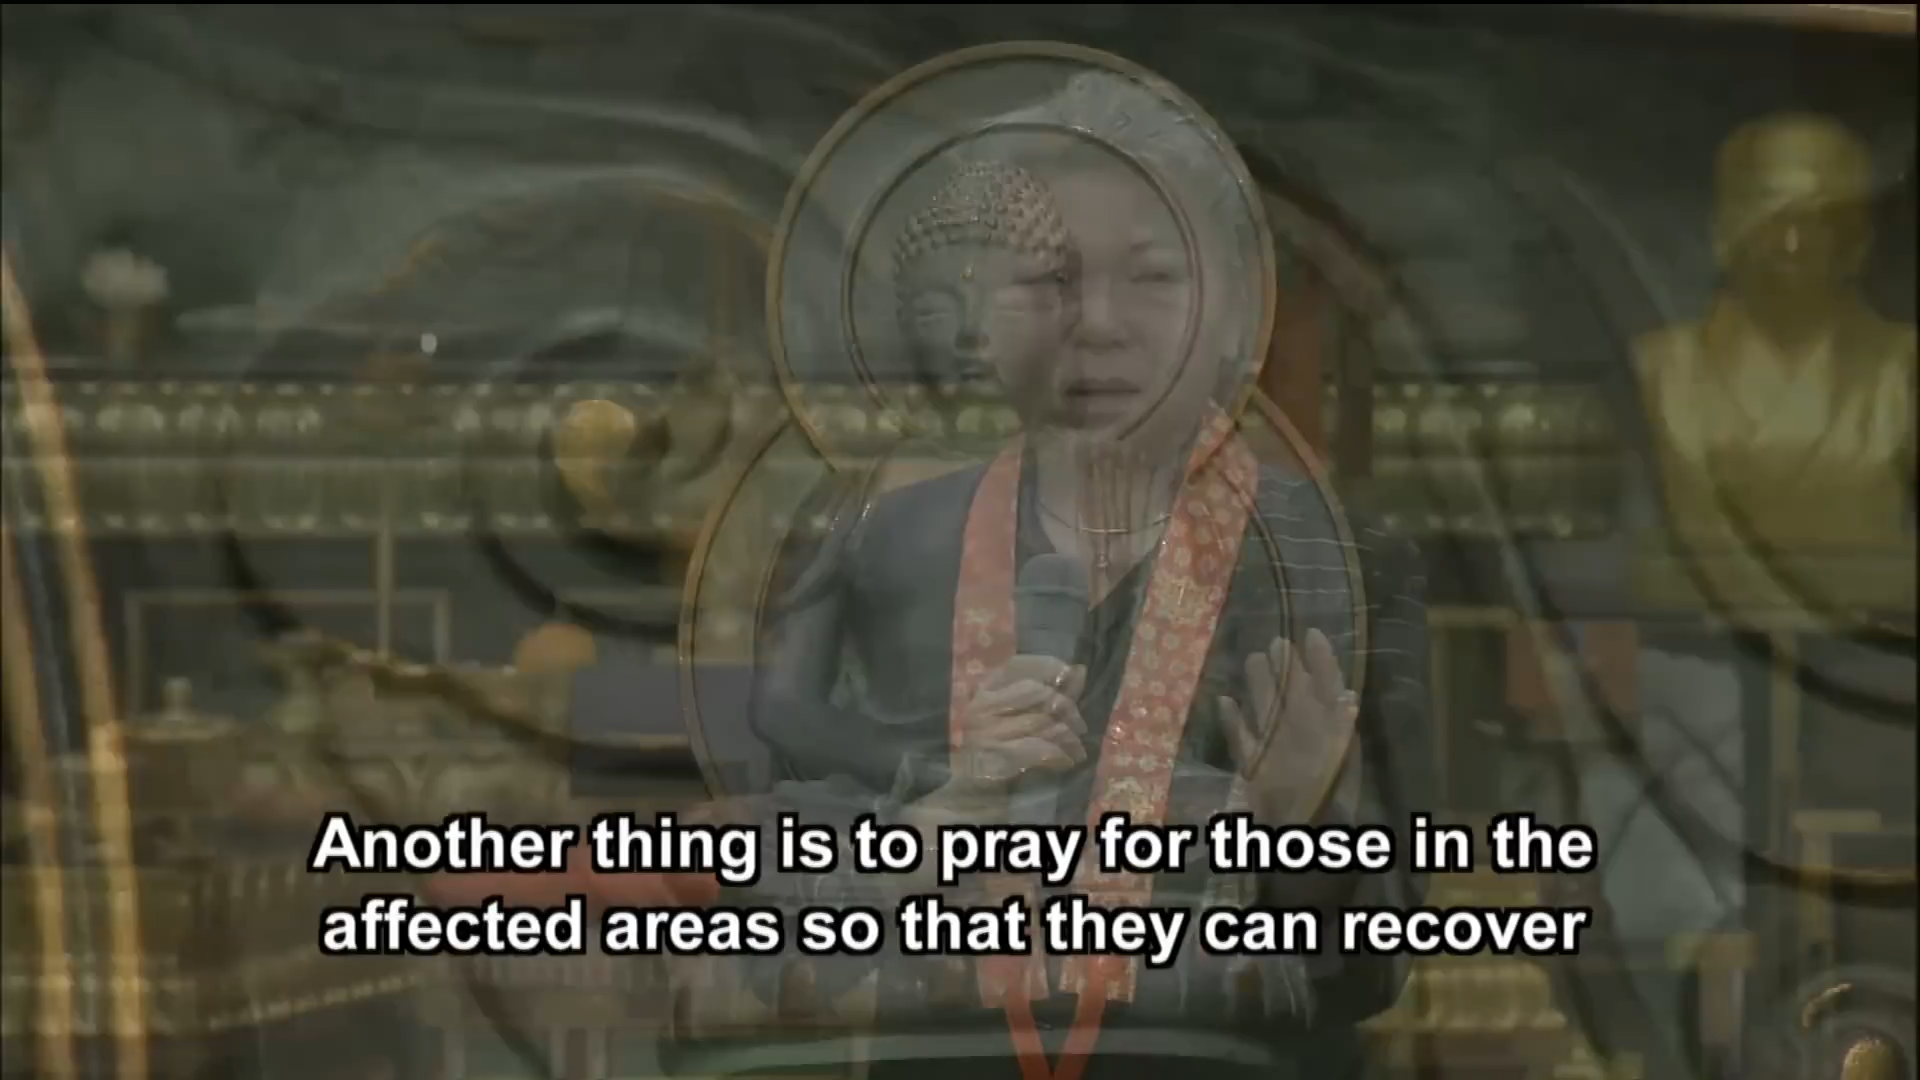 Another thing is to pray for those in the
affected areas so that they can recover